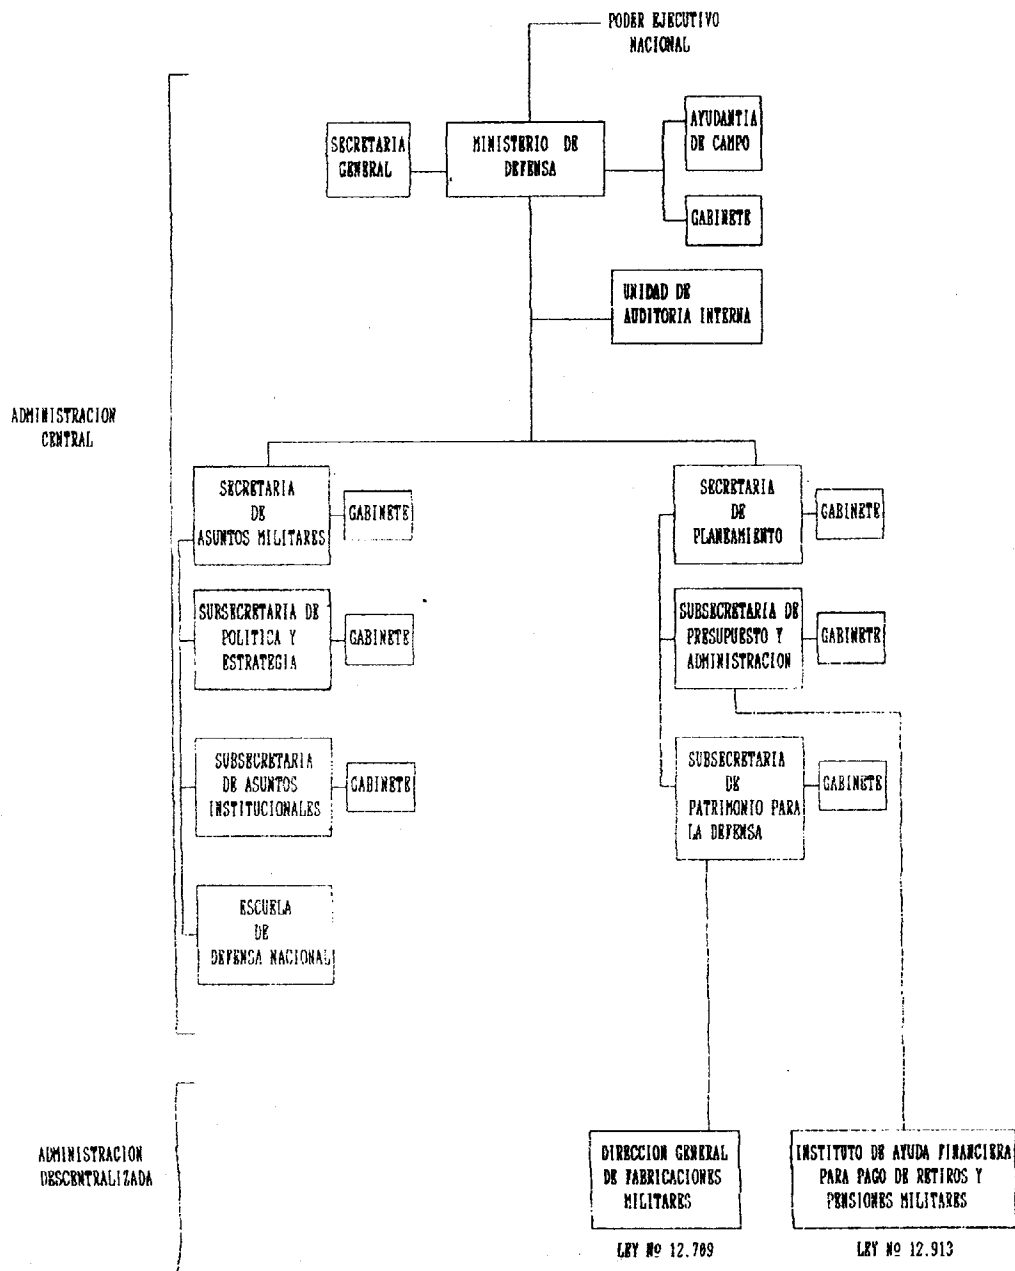 PODER EJECUTIVO
NACIONAL
SECRETARIA
GENERAL
MINISTERIO DE
DEFENSA
AYUDANTIA
DE CAMPO
GABINETE
UNIDAD DE
AUDITORIA INTERNA
ADMINISTRACION
CENTRAL
SECRETARIA
DE
ASUNTOS MILITARES
GABINETE
SECRETARIA
DE
PLANEAMIENTO
GABINETE
SUBSECRETARIA DE
POLITICA Y
ESTRATEGIA
GABINETE
SUBSECRETARIA DE
PRESUPUESTO Y
ADMINISTRACION
GABINETE
SUBSECRETARIA
DE ASUNTOS
INSTITUCIONALES
GABINETE
SUBSECRETARIA
DE
PATRIMONIO PARA
LA DEFENSA
GABINETE
ESCUELA
DE
DEFENSA NACIONAL
ADMINISTRACION
DESCENTRALIZADA
DIRECCION GENERAL
DE FABRICACIONES
MILITARES
LEY Nº 12.709
INSTITUTO DE AYUDA FINANCIERA
PARA PAGO DE RETIROS Y
PENSIONES MILITARES
LEY Nº 12.913